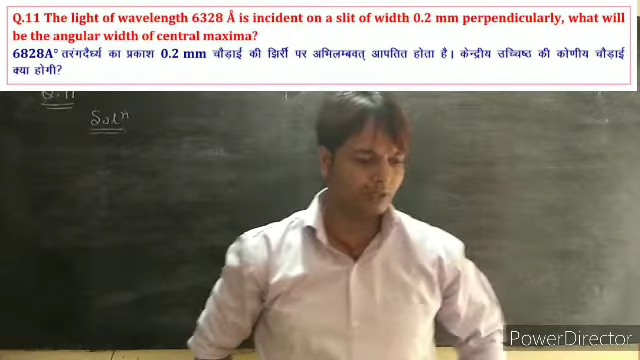 Q.11 The light of wavelength 6328 Å is incident on a slit of width 0.2 mm perpendicularly, what will
be the angular width of central maxima?
6828A° तरंगदैर्ध्य का प्रकाश 0.2 mm चौड़ाई की झिर्री पर अभिलम्बवत् आपतित होता है। केन्द्रीय उच्चिष्ठ की कोणीय चौड़ाई
क्या होगी?
Q.11
Solⁿ
PowerDirector